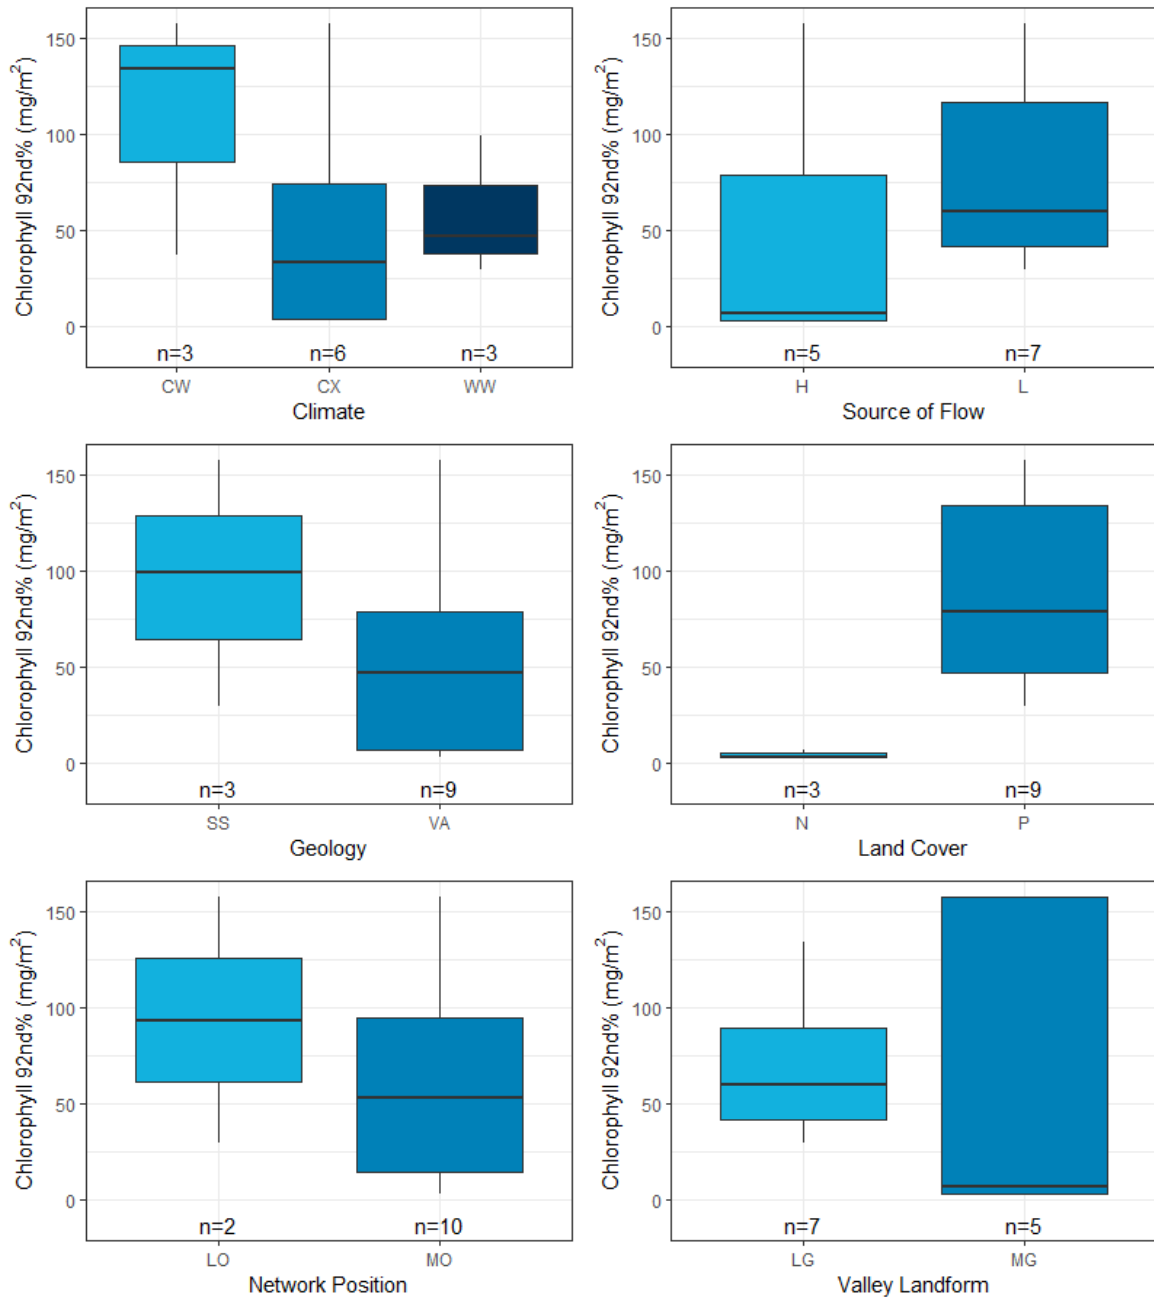 Chlorophyll 92nd% (mg/m²)
150
100
50
0
n=3 n=6 n=3
CW CX WW
Climate
Chlorophyll 92nd% (mg/m²)
150
100
50
0
n=5 n=7
H L
Source of Flow
Chlorophyll 92nd% (mg/m²)
150
100
50
0
n=3 n=9
SS VA
Geology
Chlorophyll 92nd% (mg/m²)
150
100
50
0
n=3 n=9
N P
Land Cover
Chlorophyll 92nd% (mg/m²)
150
100
50
0
n=2 n=10
LO MO
Network Position
Chlorophyll 92nd% (mg/m²)
150
100
50
0
n=7 n=5
LG MG
Valley Landform